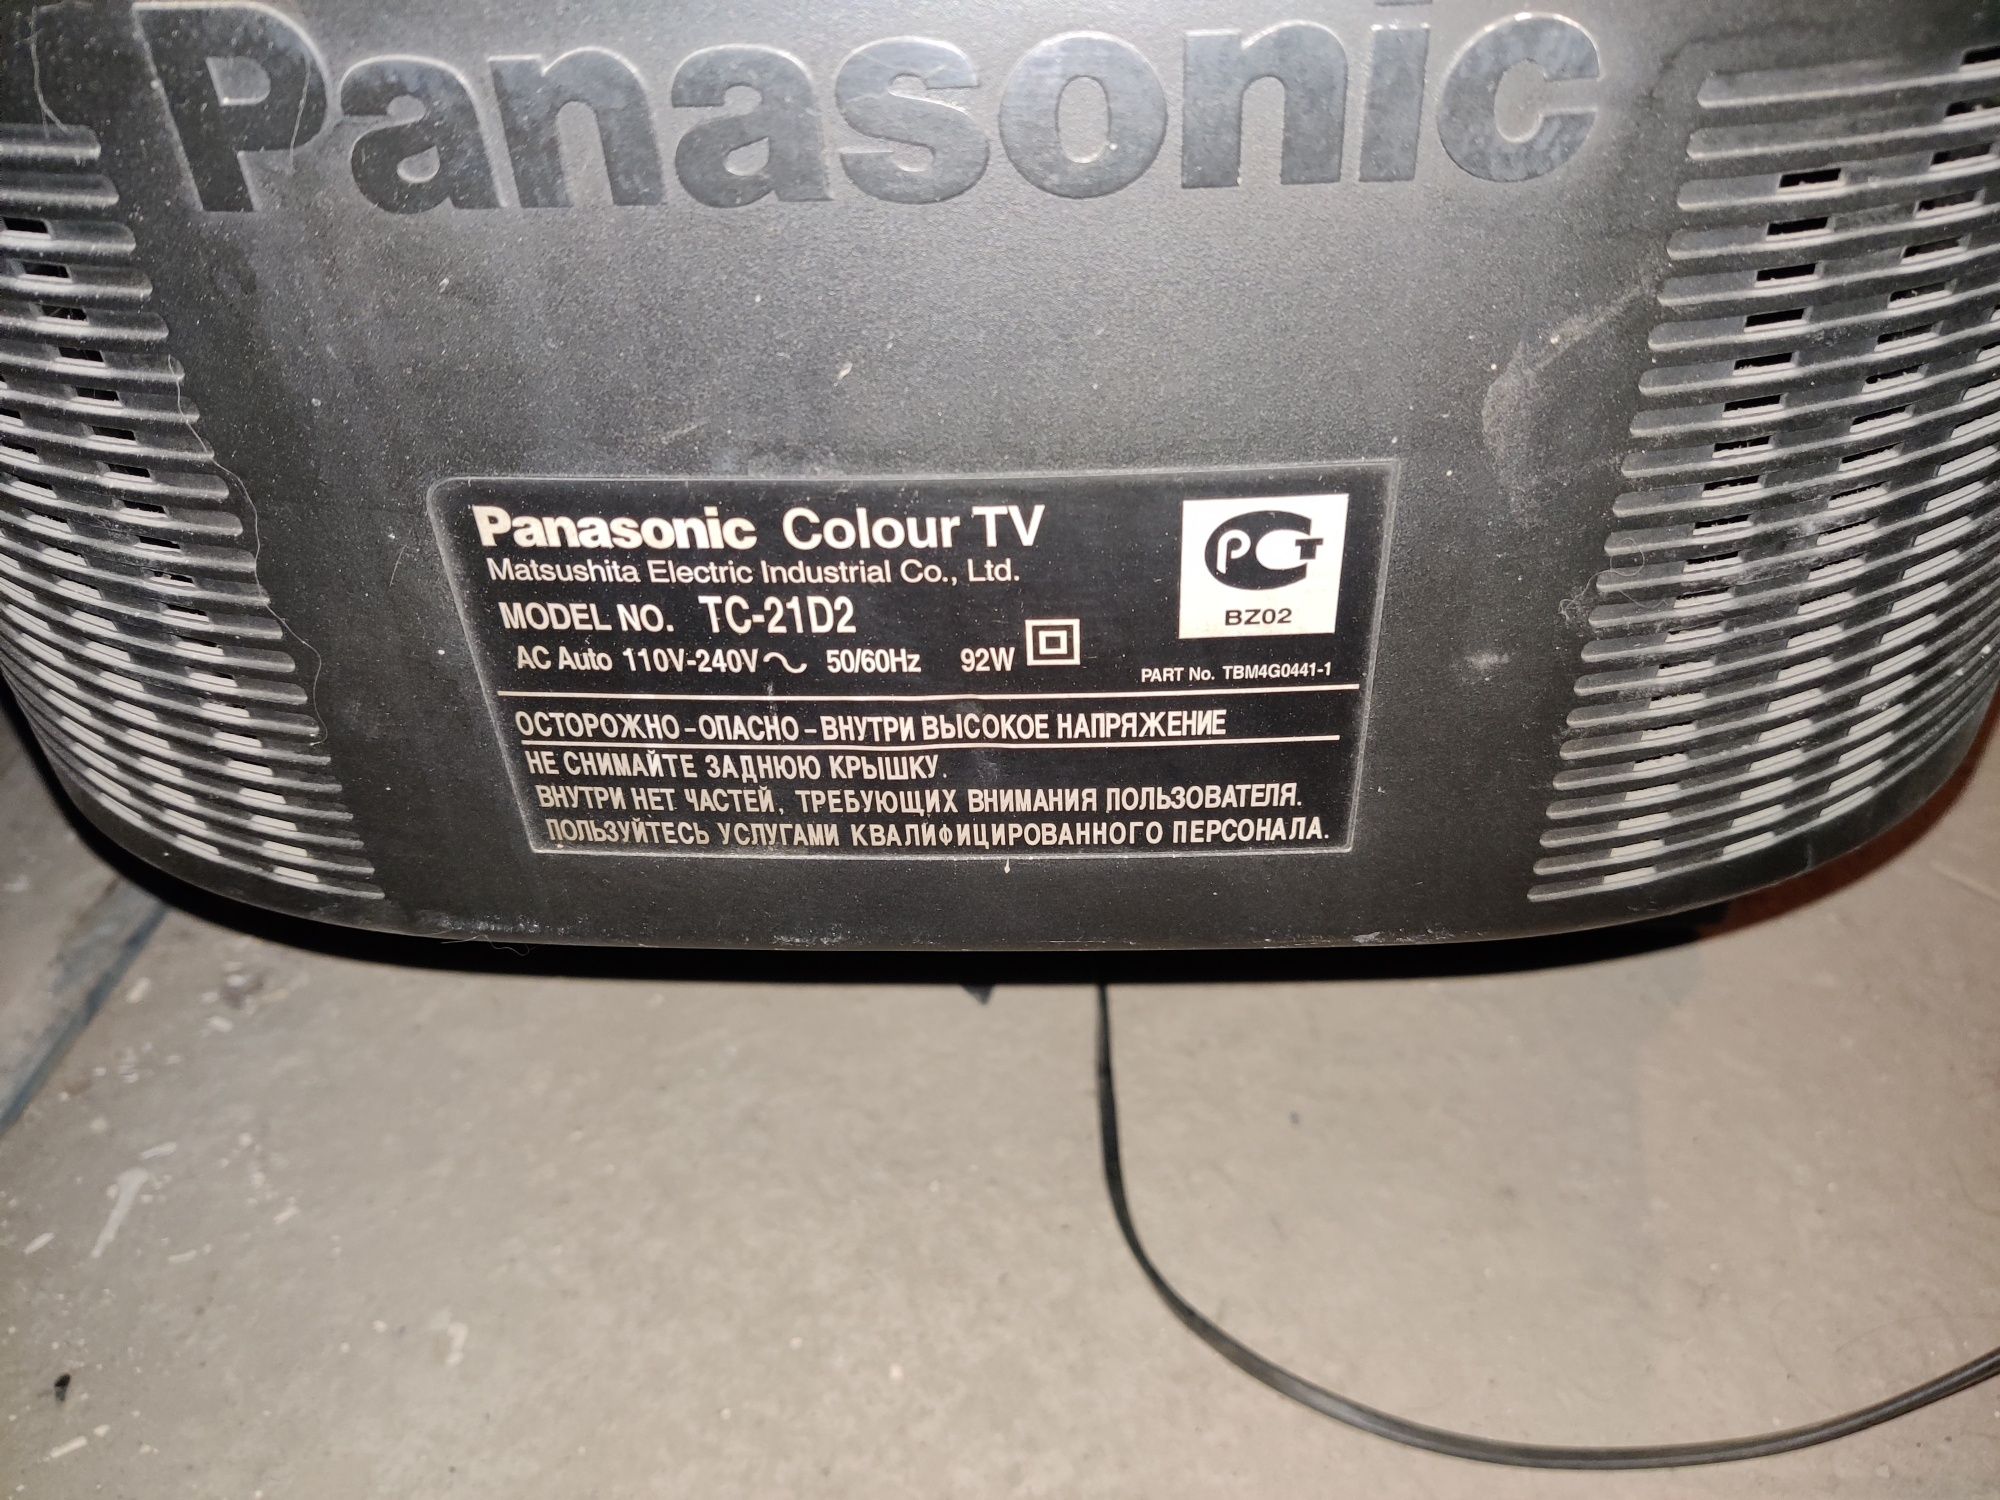 Panasonic
Panasonic Colour TV
Matsushita Electric Industrial Co., Ltd.
MODEL NO. TC-21D2
AC Auto 110V-240V~ 50/60Hz 92W
РСТ
BZ02
PART No. TBM4G0441-1
ОСТОРОЖНО - ОПАСНО - ВНУТРИ ВЫСОКОЕ НАПРЯЖЕНИЕ
НЕ СНИМАЙТЕ ЗАДНЮЮ КРЫШКУ.
ВНУТРИ НЕТ ЧАСТЕЙ, ТРЕБУЮЩИХ ВНИМАНИЯ ПОЛЬЗОВАТЕЛЯ.
ПОЛЬЗУЙТЕСЬ УСЛУГАМИ КВАЛИФИЦИРОВАННОГО ПЕРСОНАЛА.